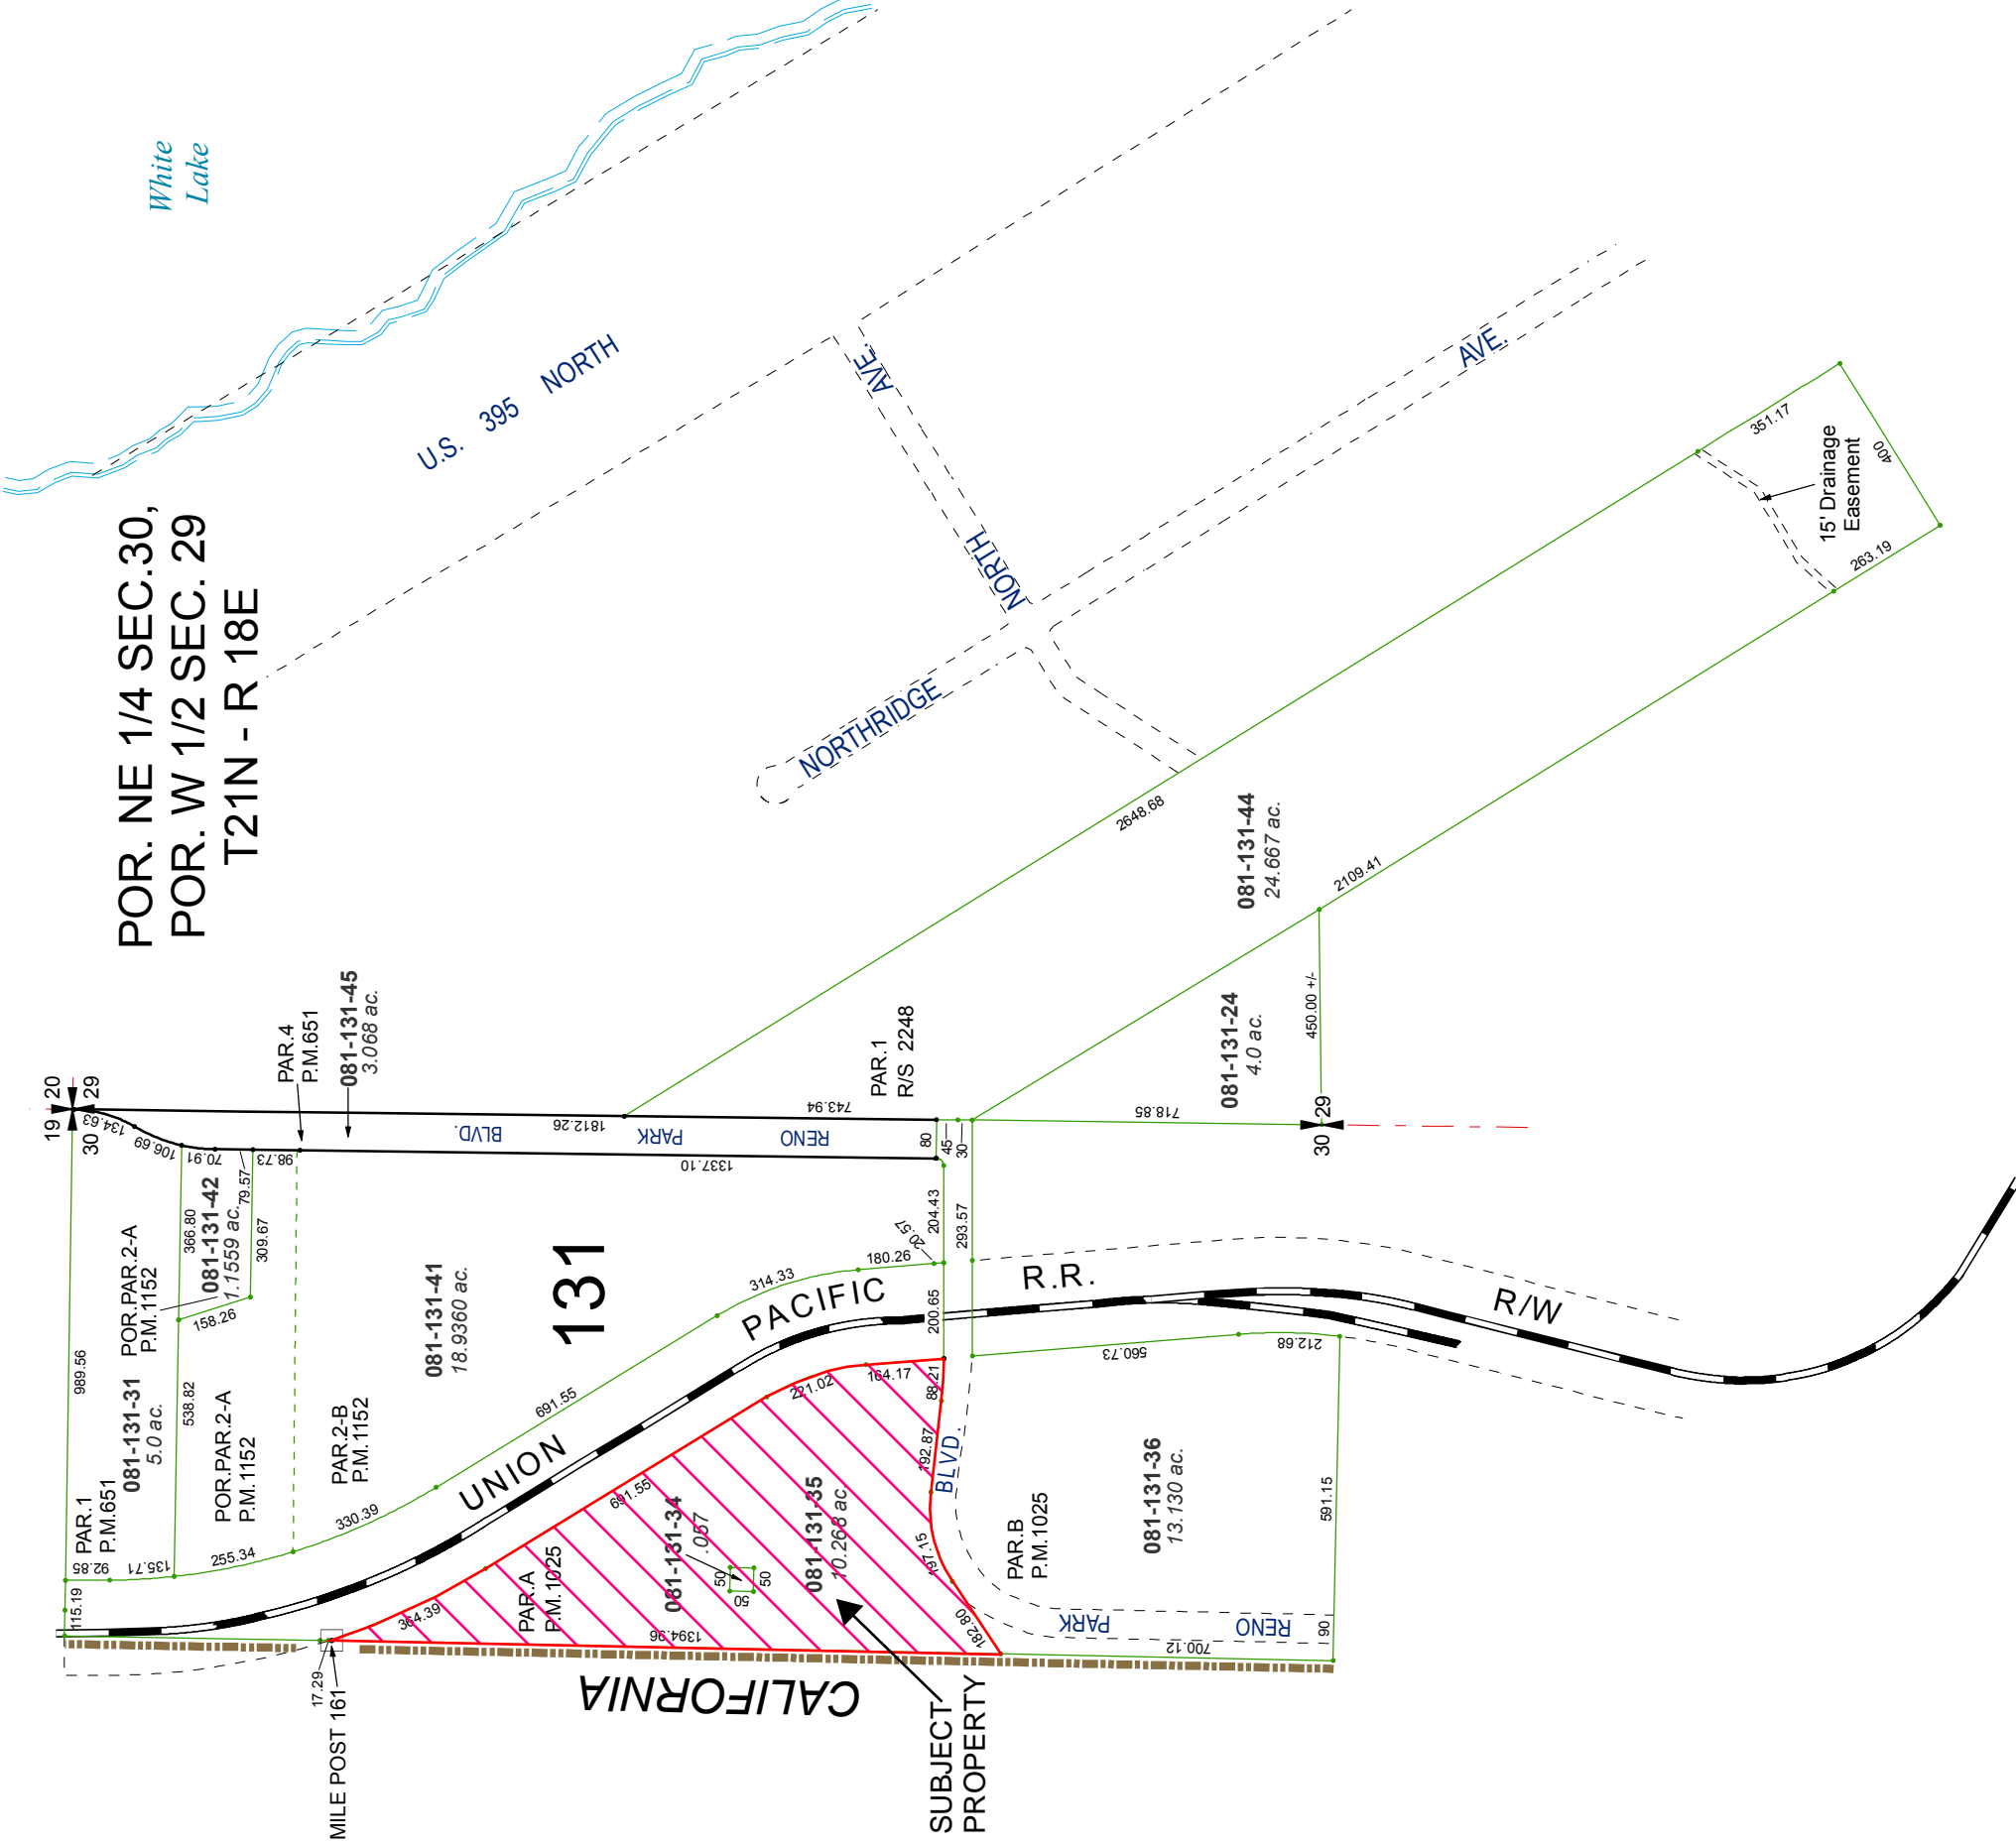 White
Lake
POR. NE 1/4 SEC.30,
POR. W 1/2 SEC. 29
T21N - R 18E
U.S. 395 NORTH
NORTH AVE.
NORTHRIDGE AVE.
351.17
400
263.19
15' Drainage
Easement
2648.68
2109.41
081-131-44
24.667 ac.
081-131-24
4.0 ac.
450.00 +/-
718.85
30
29
19
20
30
29
134.63
106.69
70.91
98.73
79.57
PAR.4
P.M.651
081-131-45
3.068 ac.
1812.26
743.94
1337.10
RENO PARK BLVD.
PAR.1
R/S 2248
80
45
30
204.43
293.57
20.57
180.26
200.65
314.33
691.55
330.39
255.34
135.71
92.85
115.19
989.56
PAR.1
P.M.651
081-131-31
5.0 ac.
538.82
366.80
POR.PAR.2-A
P.M.1152
081-131-42
1.1559 ac.
309.67
158.26
POR.PAR.2-A
P.M.1152
PAR.2-B
P.M.1152
081-131-41
18.9360 ac.
131
UNION PACIFIC R.R. R/W
17.29
MILE POST 161
364.39
691.55
221.02
164.17
88.21
192.87
497.15
182.80
1394.96
PAR.A
P.M.1025
081-131-34
.057
50
50
50
081-131-35
10.268 ac.
SUBJECT
PROPERTY
CALIFORNIA
RENO PARK BLVD.
PAR.B
P.M.1025
081-131-36
13.130 ac.
560.73
212.68
591.15
90
700.12